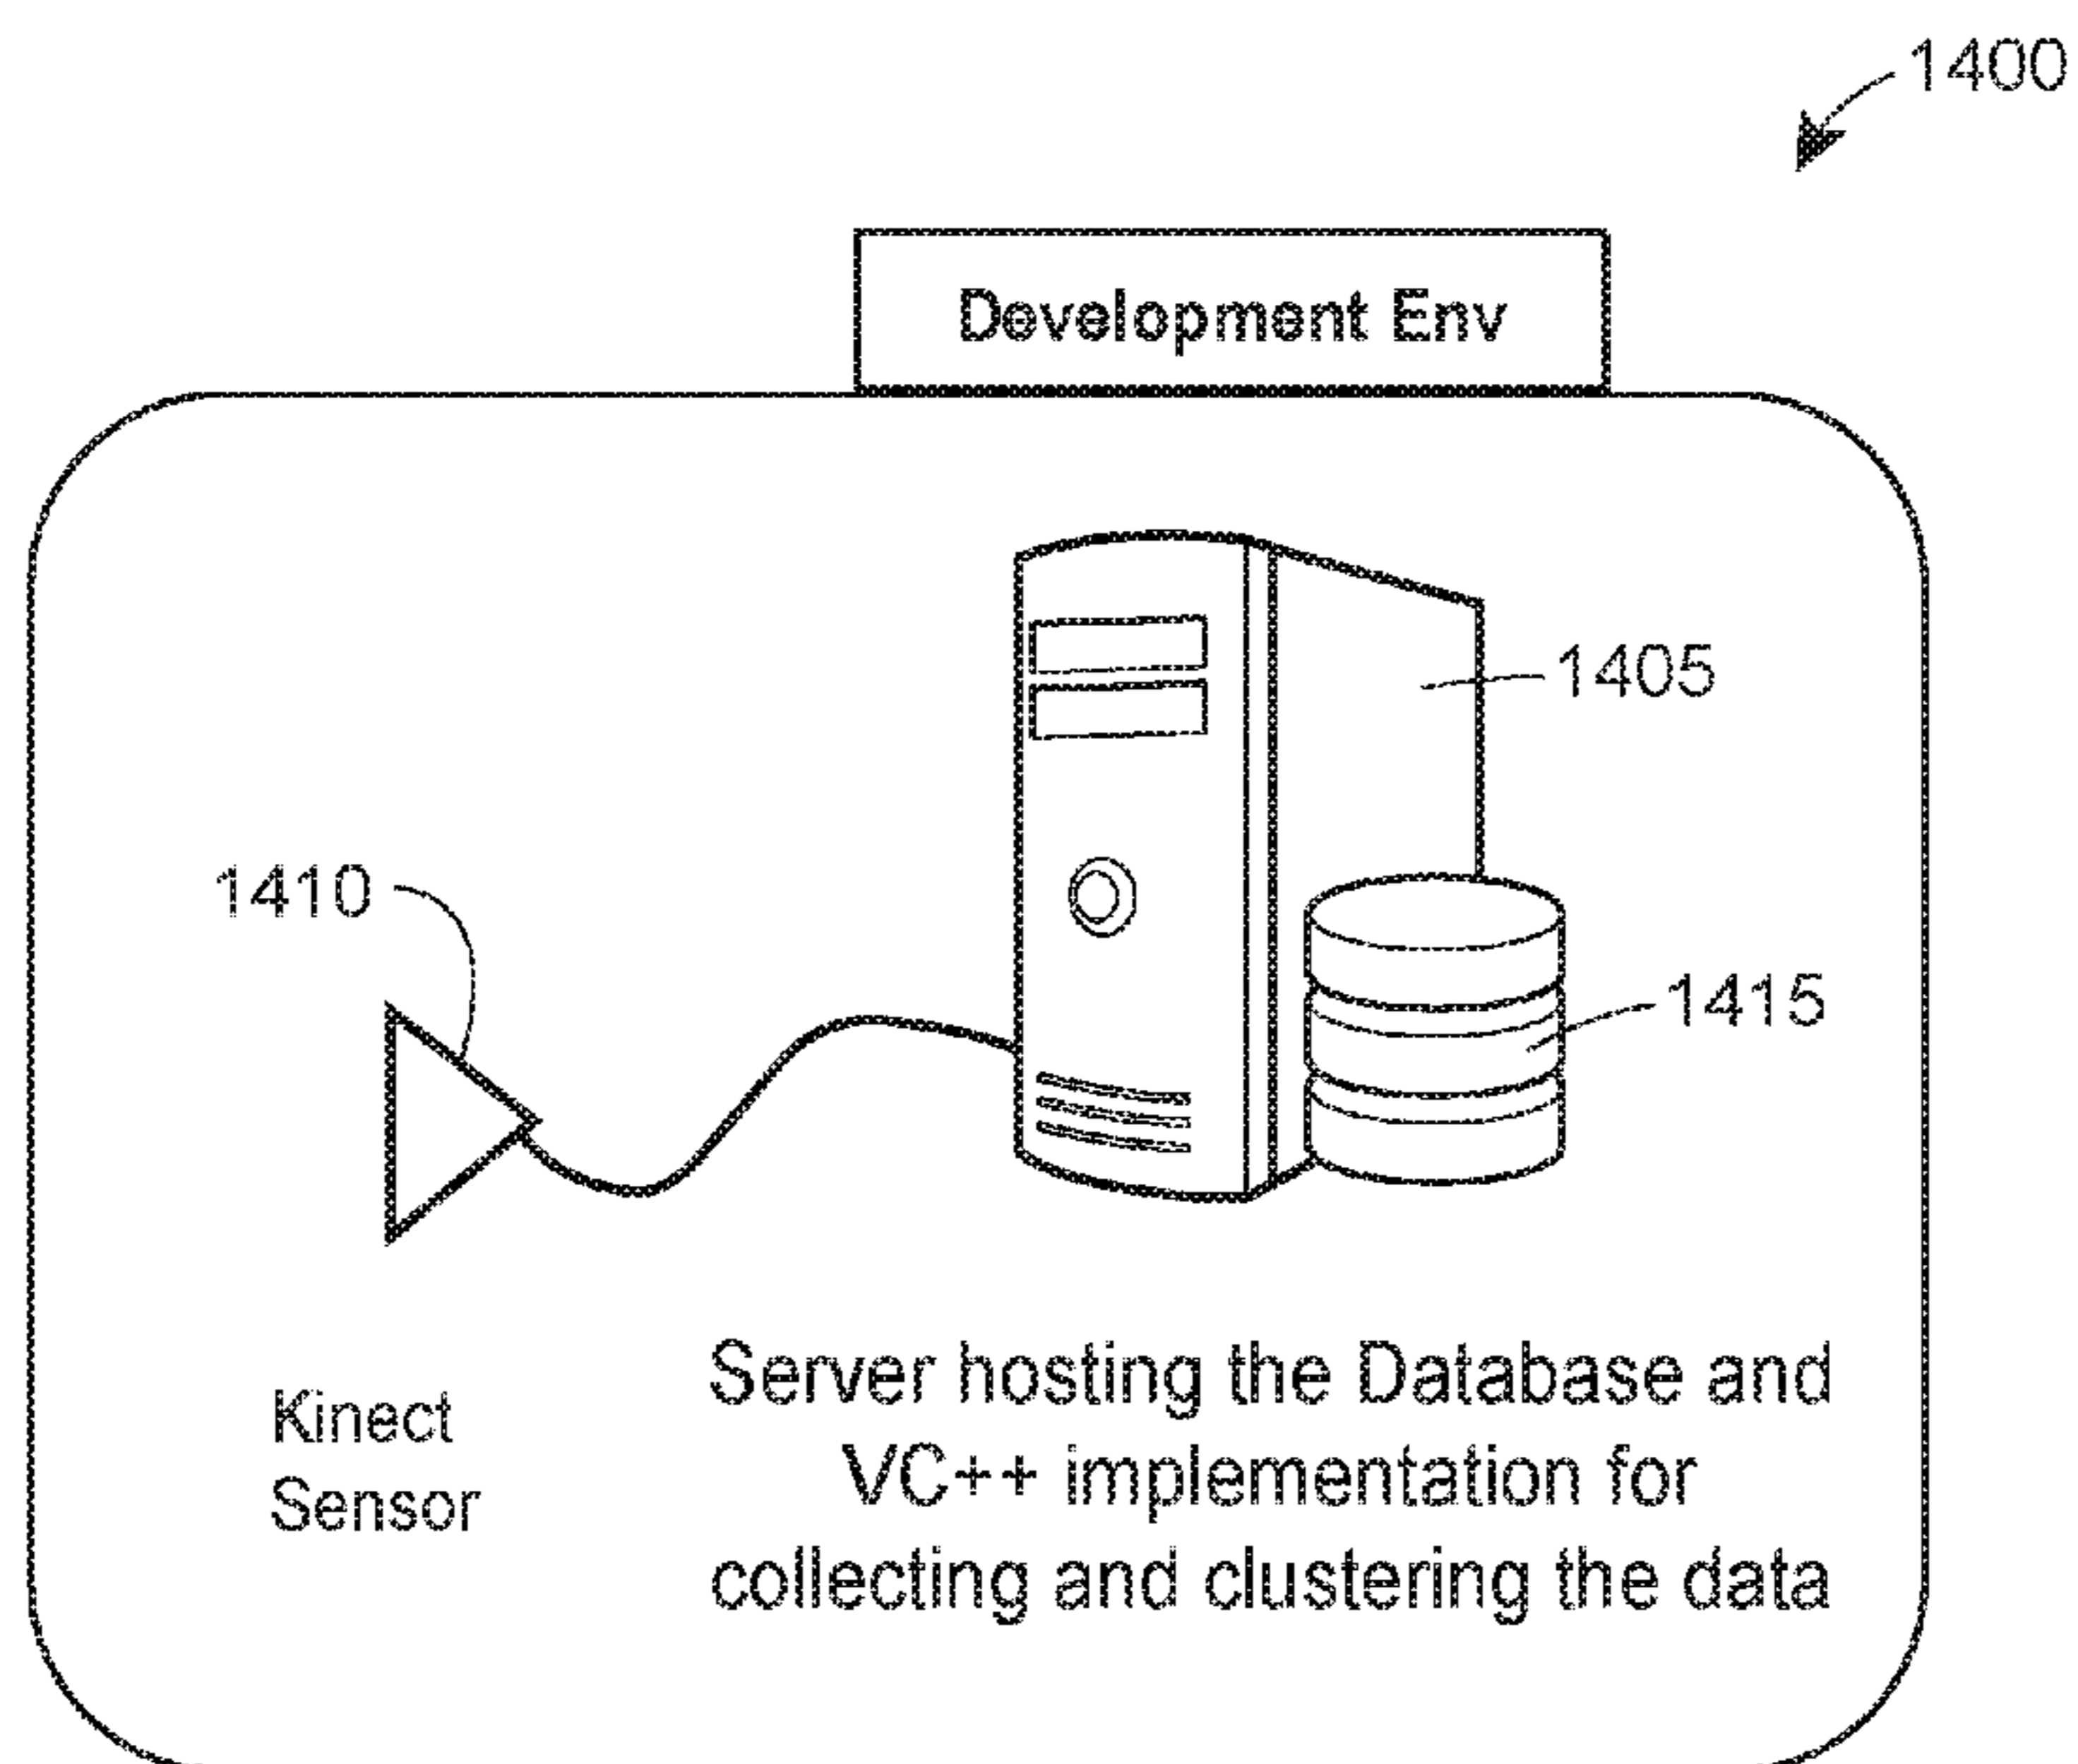 1400
Development Env
1405
1410
1415
Kinect
Sensor
Server hosting the Database and
VC++ implementation for
collecting and clustering the data